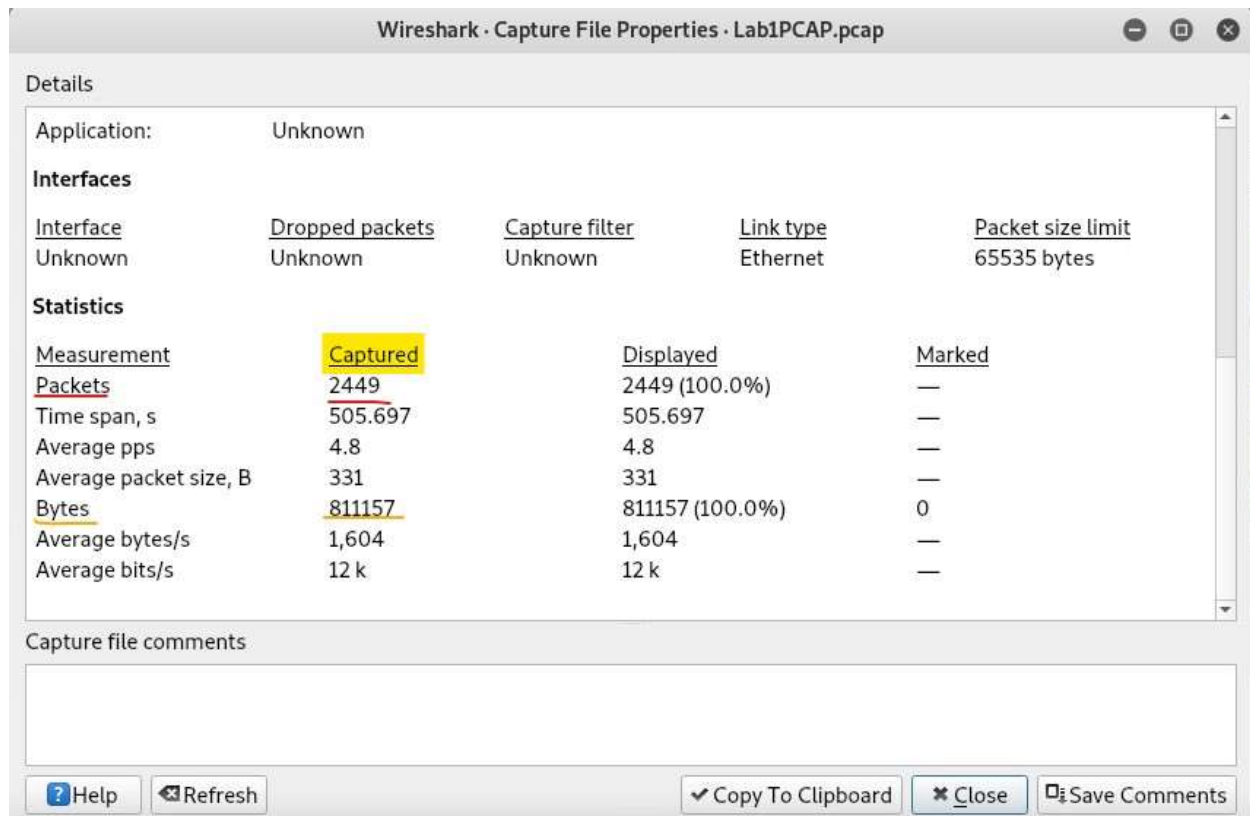 Wireshark · Capture File Properties · Lab1PCAP.pcap
Details
Application: Unknown
Interfaces
Interface Dropped packets Capture filter Link type Packet size limit
Unknown Unknown Unknown Ethernet 65535 bytes
Statistics
Measurement Captured Displayed Marked
Packets 2449 2449 (100.0%) —
Time span, s 505.697 505.697 —
Average pps 4.8 4.8 —
Average packet size, B 331 331 —
Bytes 811157 811157 (100.0%) 0
Average bytes/s 1,604 1,604 —
Average bits/s 12 k 12 k —
Capture file comments
Help Refresh Copy To Clipboard Close Save Comments